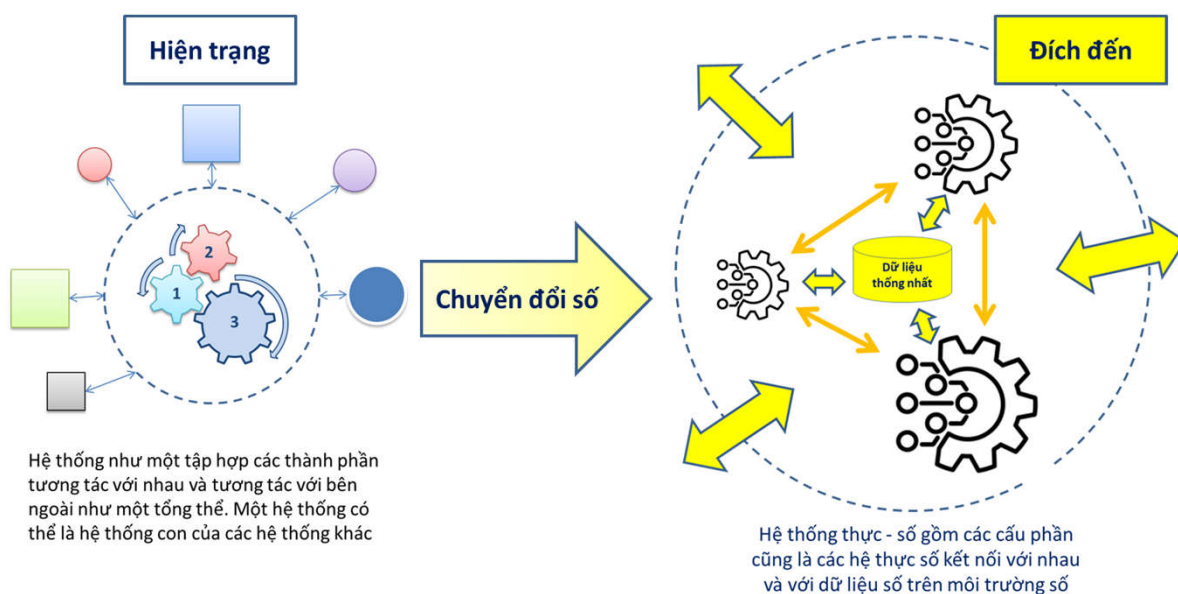 Hiện trạng
Đích đến
2
1
3
Chuyển đổi số
Dữ liệu
thống nhất
Hệ thống như một tập hợp các thành phần
tương tác với nhau và tương tác với bên
ngoài như một tổng thể. Một hệ thống có
thể là hệ thống con của các hệ thống khác
Hệ thống thực - số gồm các cấu phần
cũng là các hệ thực số kết nối với nhau
và với dữ liệu số trên môi trường số